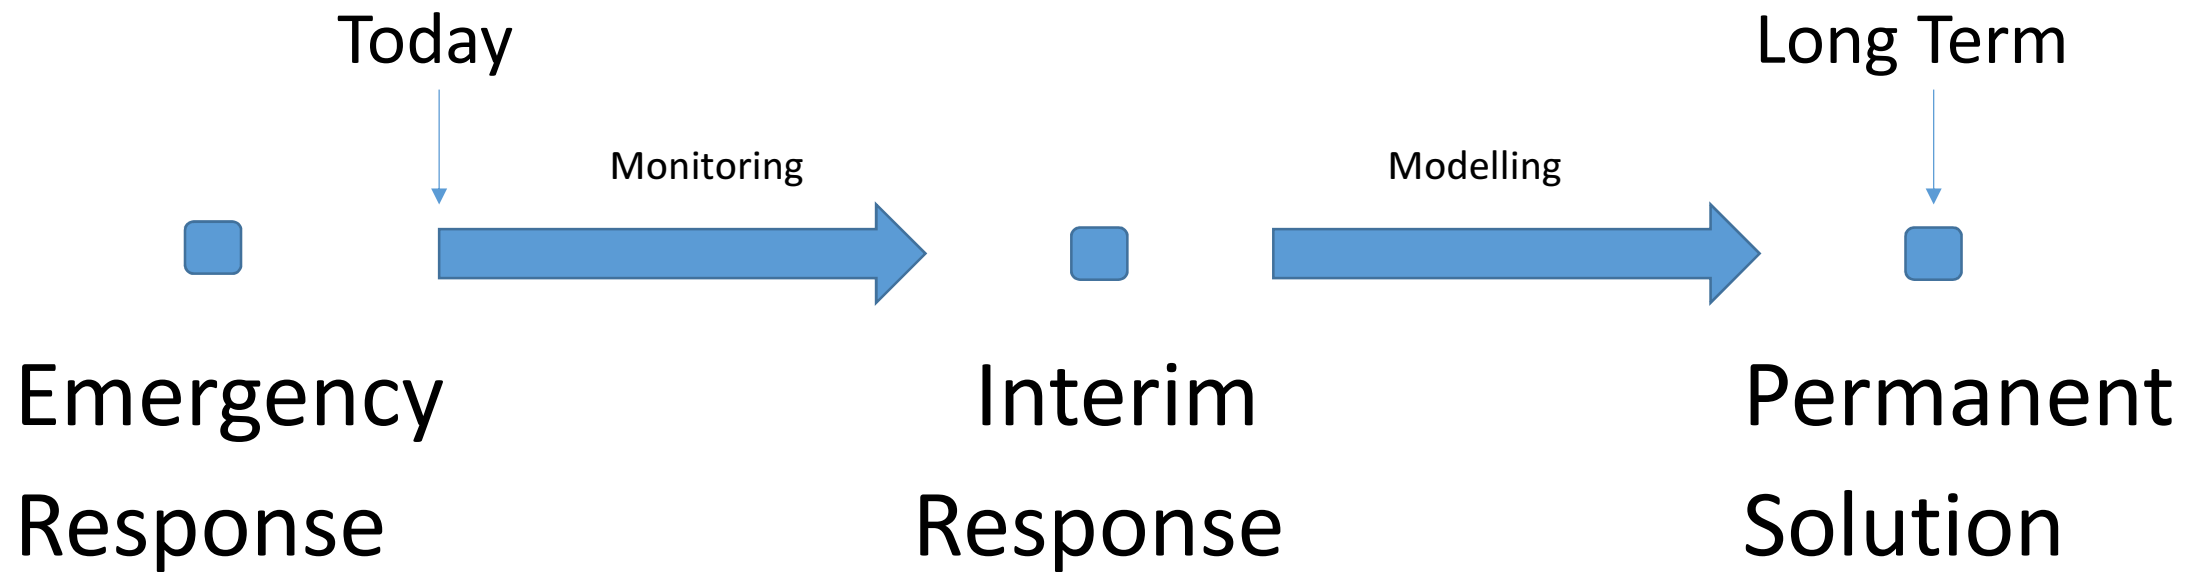 Today
Long Term
Monitoring
Modelling
Emergency
Response
Interim
Response
Permanent
Solution